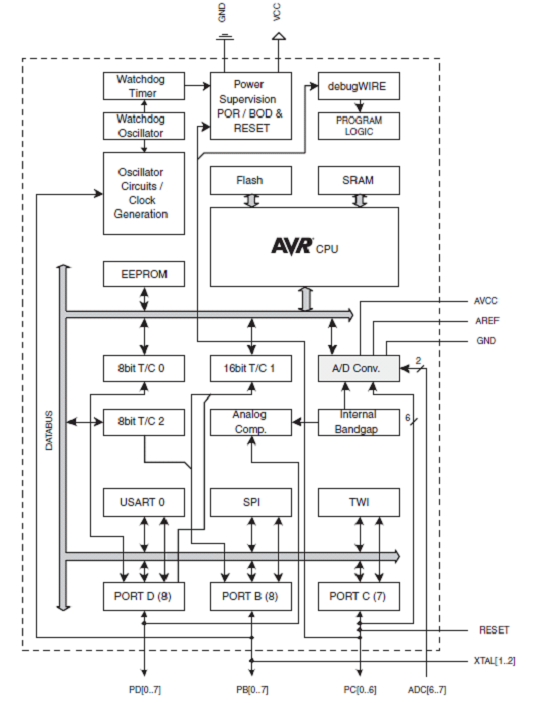 GND
VCC
Watchdog
Timer
Power
Supervision
POR / BOD &
RESET
debugWIRE
Watchdog
Oscillator
PROGRAM
LOGIC
Oscillator
Circuits /
Clock
Generation
Flash
SRAM
AVR CPU
EEPROM
AVCC
AREF
GND
8bit T/C 0
16bit T/C 1
A/D Conv.
2
8bit T/C 2
Analog
Comp.
Internal
Bandgap
6
DATABUS
USART 0
SPI
TWI
PORT D (8)
PORT B (8)
PORT C (7)
RESET
XTAL[1..2]
PD[0..7]
PB[0..7]
PC[0..6]
ADC[6..7]